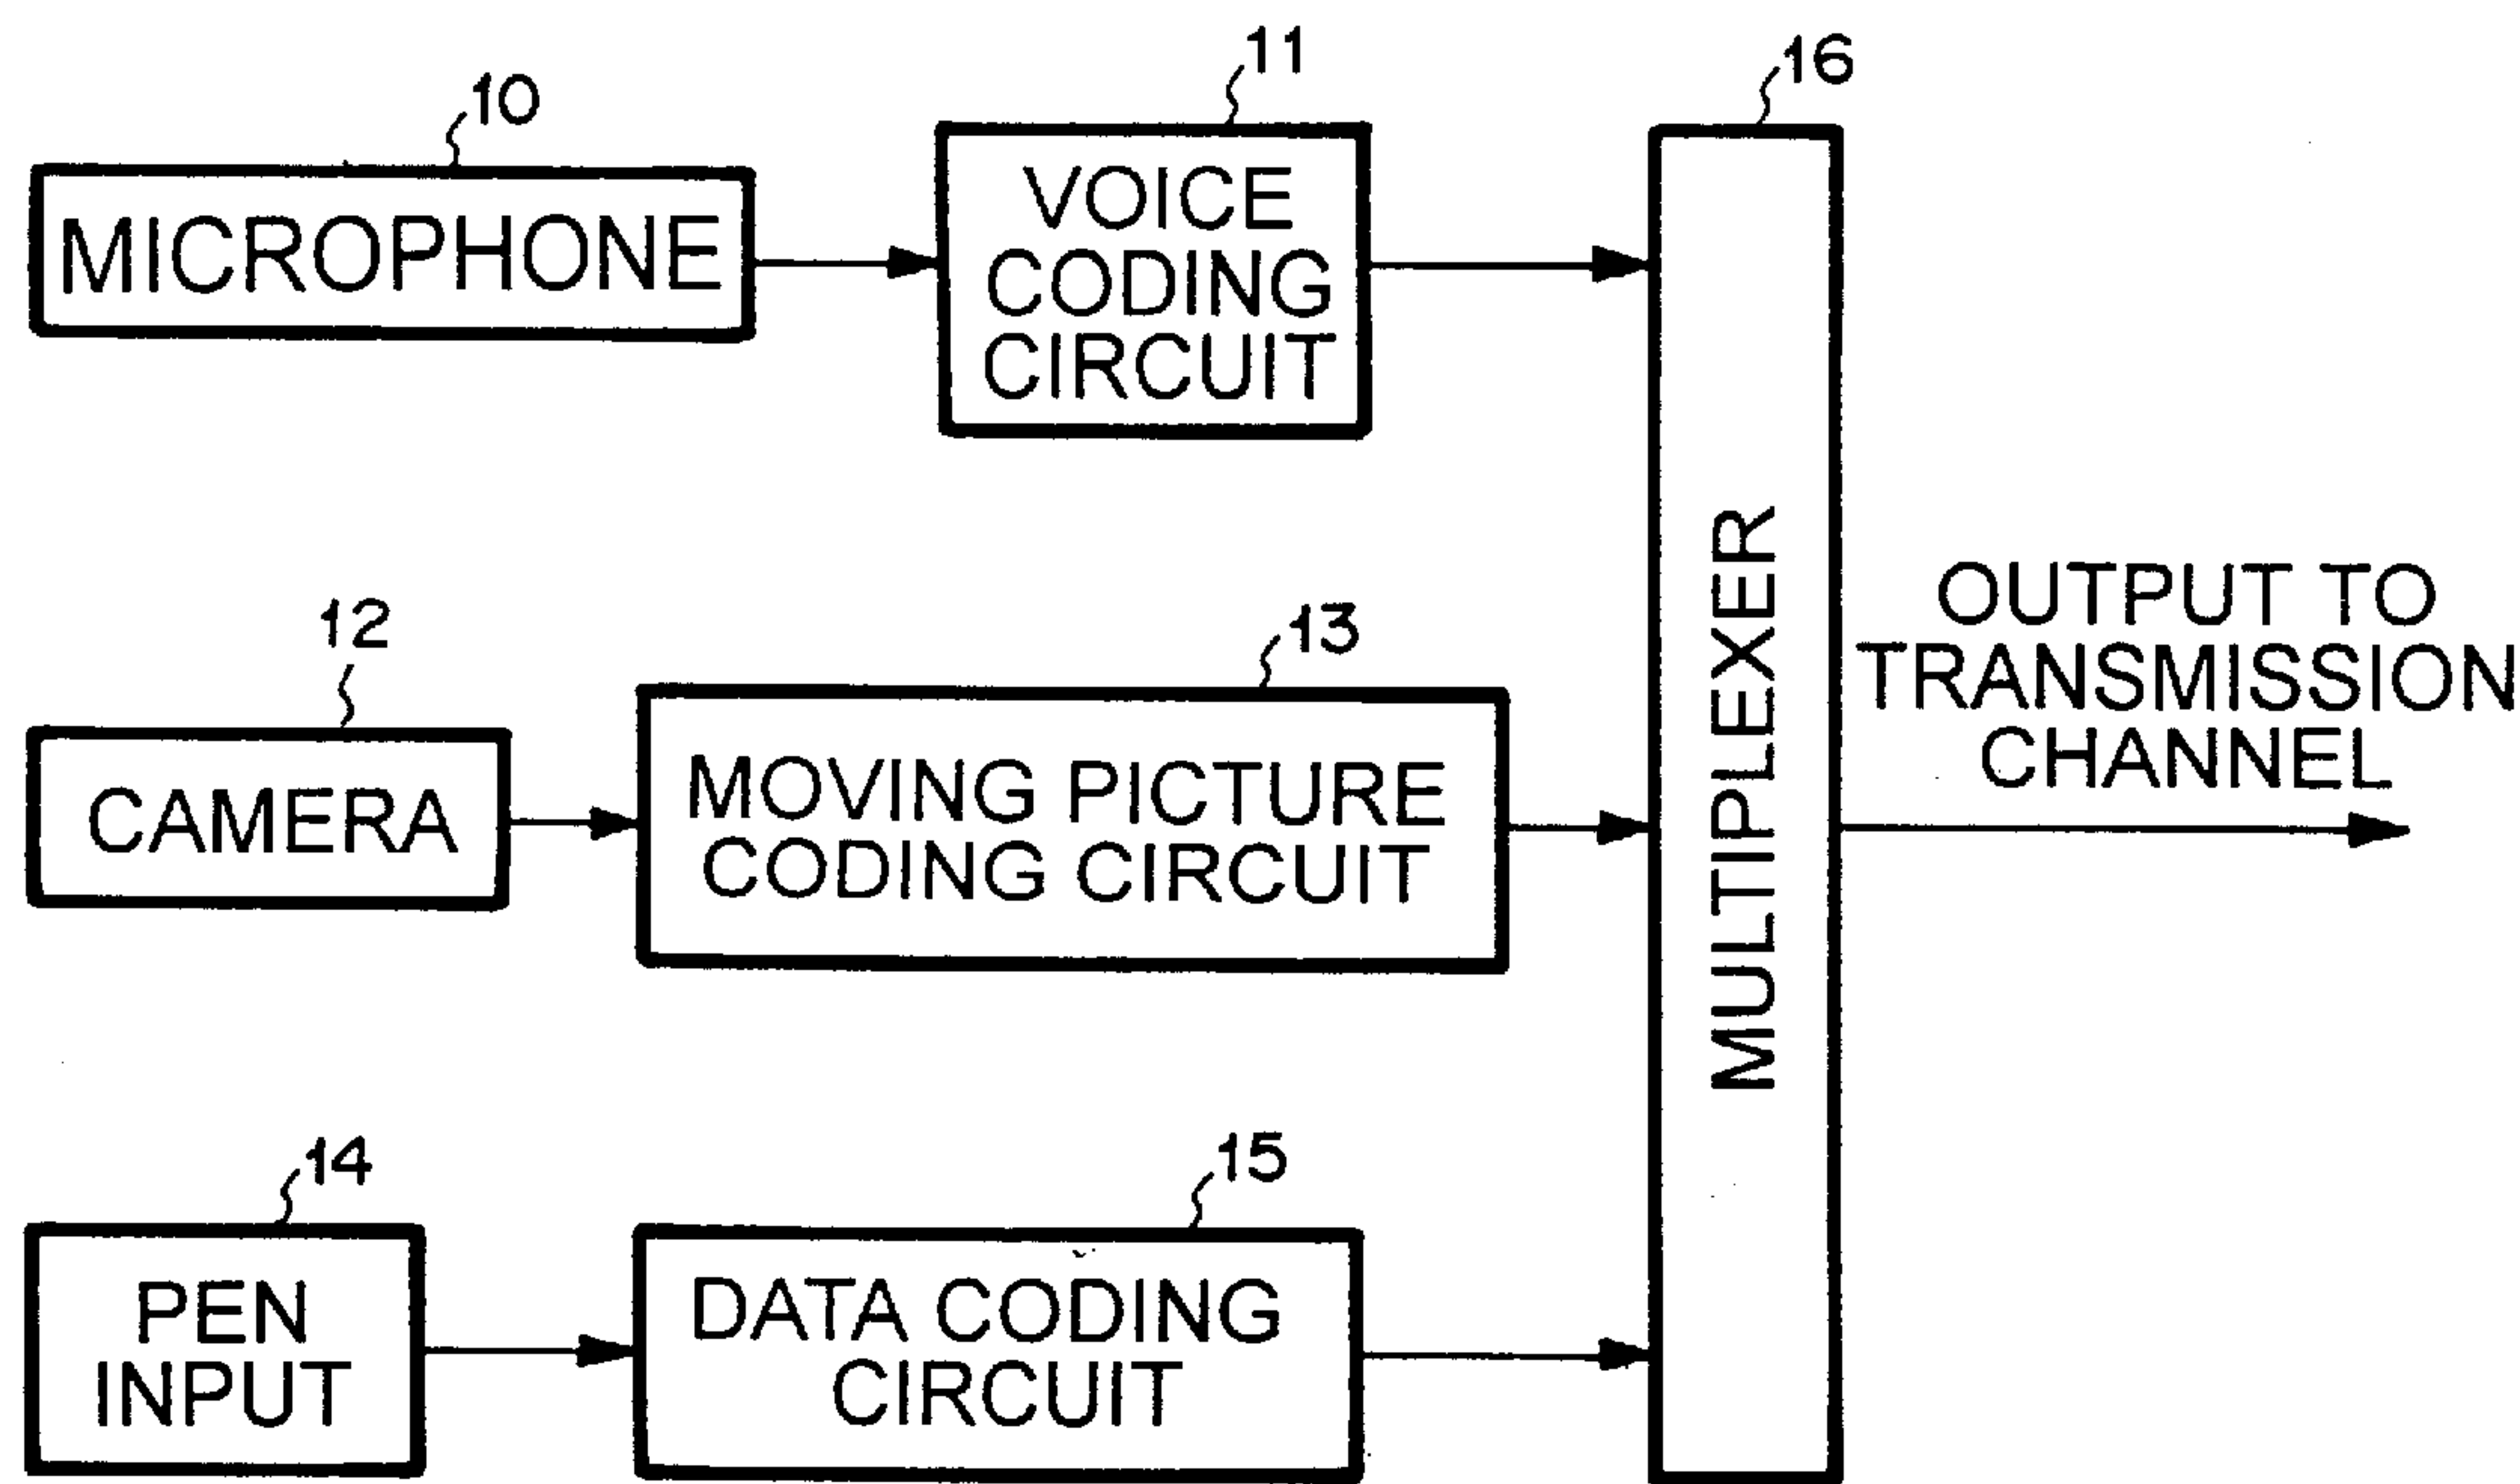 10
MICROPHONE
11
VOICE
CODING
CIRCUIT
12
CAMERA
13
MOVING PICTURE
CODING CIRCUIT
14
PEN
INPUT
15
DATA CODING
CIRCUIT
16
MULTIPLEXER
OUTPUT TO
TRANSMISSION
CHANNEL